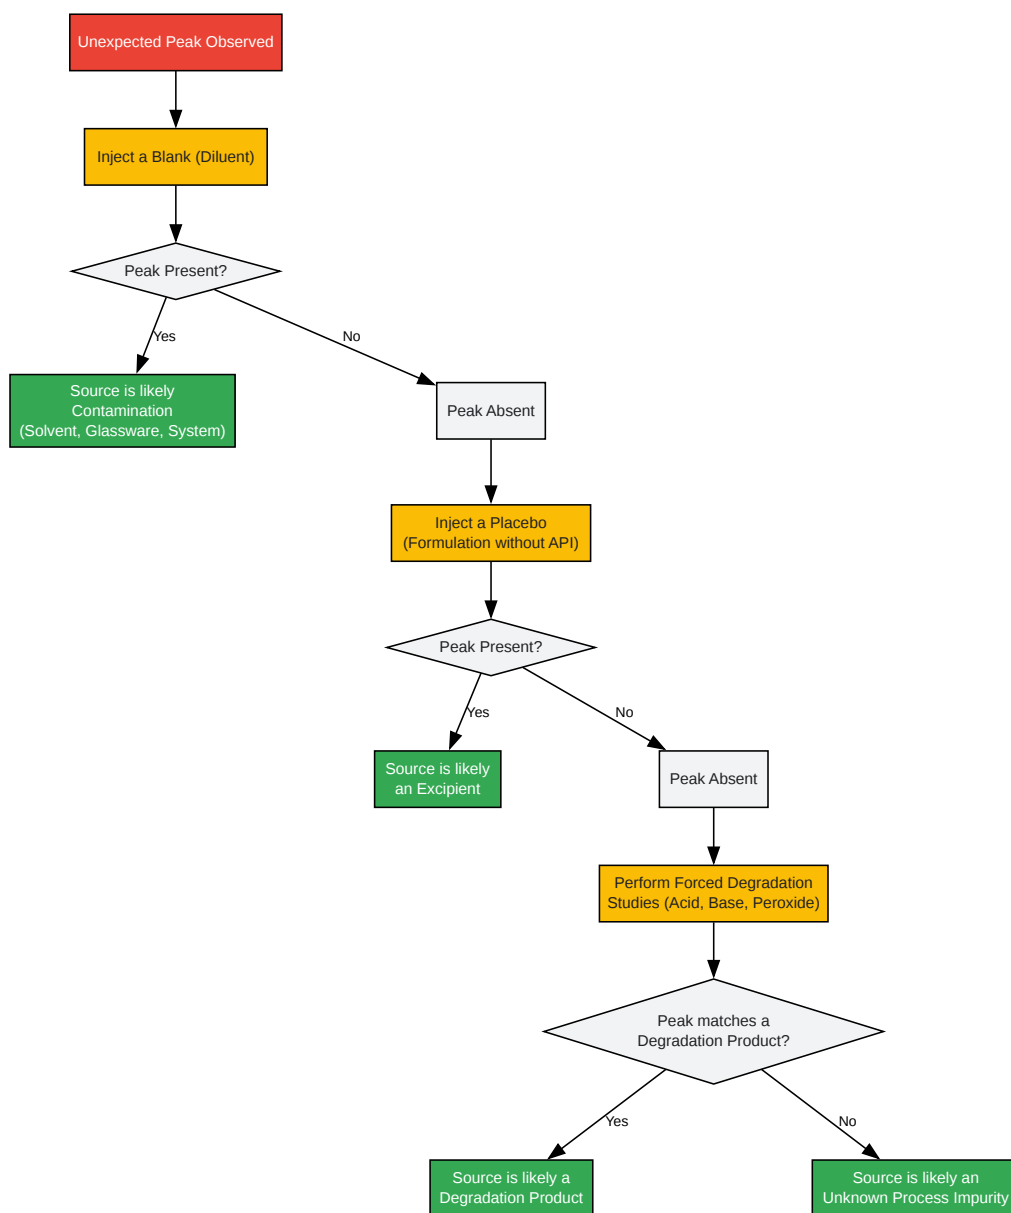 Unexpected Peak Observed
Inject a Blank (Diluent)
Peak Present?
Yes
No
Source is likely
Contamination
(Solvent, Glassware, System)
Peak Absent
Inject a Placebo
(Formulation without API)
Peak Present?
Yes
No
Source is likely
an Excipient
Peak Absent
Perform Forced Degradation
Studies (Acid, Base, Peroxide)
Peak matches a
Degradation Product?
Yes
No
Source is likely a
Degradation Product
Source is likely an
Unknown Process Impurity